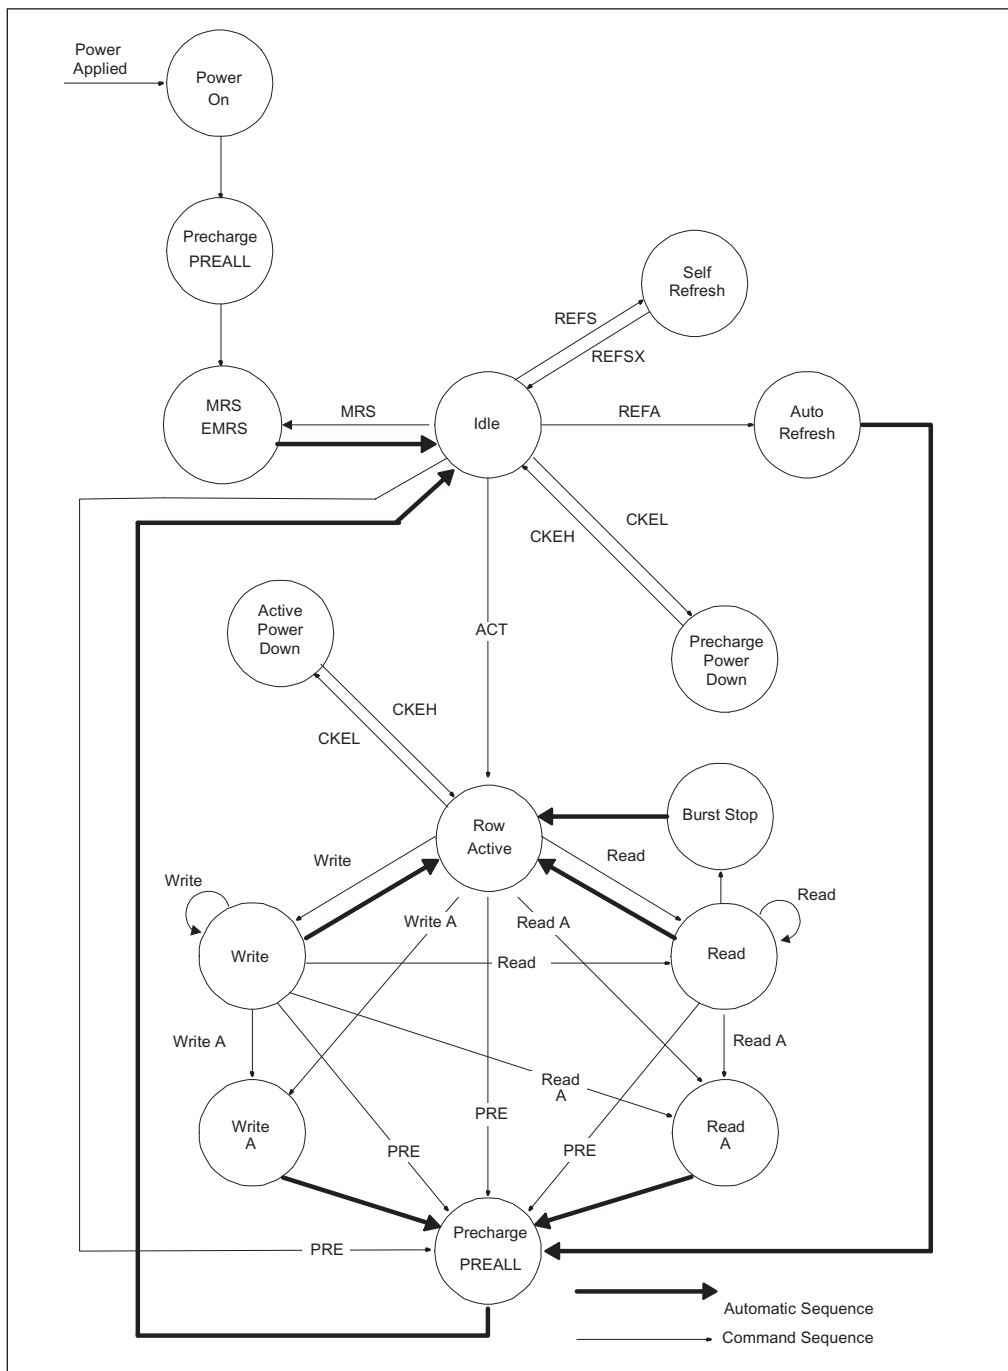 Power
Applied
Power
On
Precharge
PREALL
Self
Refresh
REFS
REFSX
MRS
EMRS
MRS
Idle
REFA
Auto
Refresh
CKEL
CKEH
Active
Power
Down
ACT
Precharge
Power
Down
CKEH
CKEL
Burst Stop
Row
Active
Write
Read
Write
Read
Write A
Read A
Write
Read
Read
Write A
Read A
Read
A
Write
A
PRE
Read
A
PRE
PRE
Precharge
PREALL
PRE
Automatic Sequence
Command Sequence